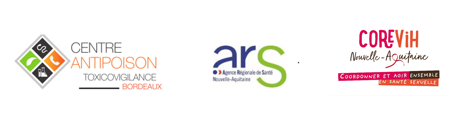 CENTRE
ANTIPOISON
TOXICOVIGILANCE
BORDEAUX
ars
Agence Régionale de Santé
Nouvelle-Aquitaine
COREViH
Nouvelle-Aquitaine
COORDONNER ET AGIR ENSEMBLE
EN SANTÉ SEXUELLE